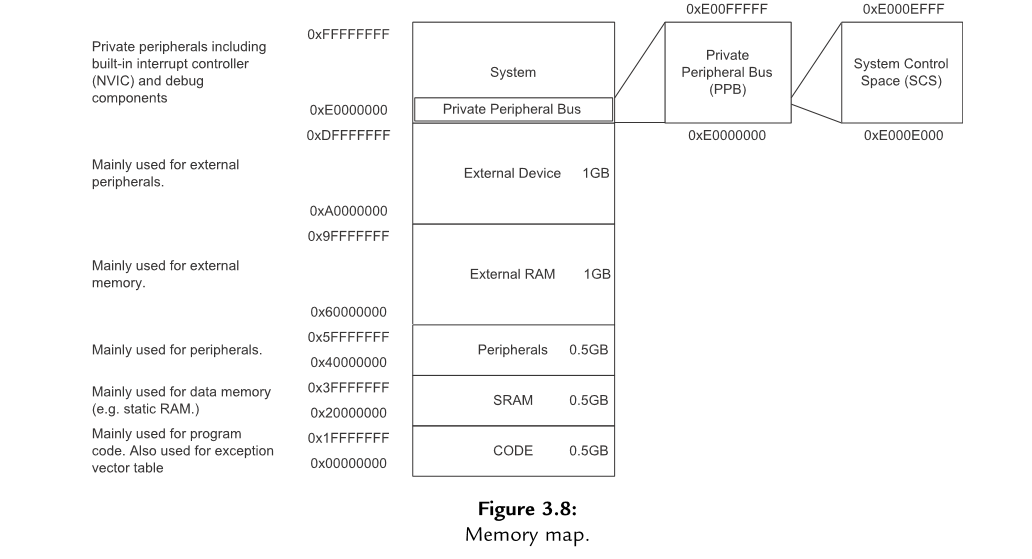 0xE00FFFFF
0xE000EFFF
Private peripherals including
built-in interrupt controller
(NVIC) and debug
components
0xFFFFFFFF
System
Private
Peripheral Bus
(PPB)
System Control
Space (SCS)
0xE0000000
Private Peripheral Bus
0xDFFFFFFF
0xE0000000
0xE000E000
Mainly used for external
peripherals.
External Device 1GB
0xA0000000
0x9FFFFFFF
Mainly used for external
memory.
External RAM 1GB
0x60000000
0x5FFFFFFF
Mainly used for peripherals.
Peripherals 0.5GB
0x40000000
0x3FFFFFFF
Mainly used for data memory
(e.g. static RAM.)
SRAM 0.5GB
0x20000000
Mainly used for program
code. Also used for exception
vector table
0x1FFFFFFF
CODE 0.5GB
0x00000000
Figure 3.8:
Memory map.